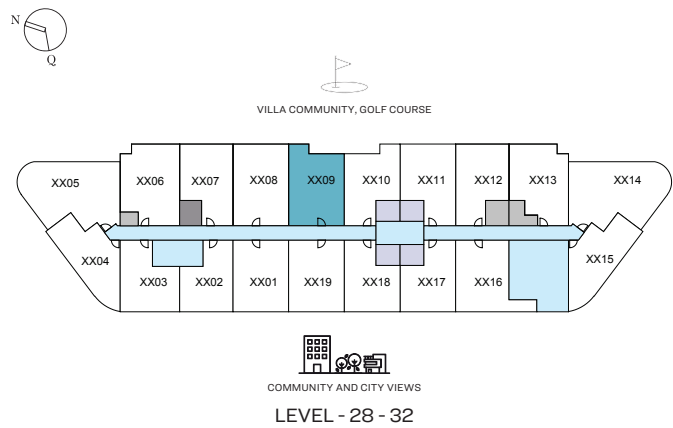 N
Q
VILLA COMMUNITY, GOLF COURSE
XX05
XX06
XX07
XX08
XX09
XX10
XX11
XX12
XX13
XX14
XX04
XX03
XX02
XX01
XX19
XX18
XX17
XX16
XX15
COMMUNITY AND CITY VIEWS
LEVEL - 28 - 32